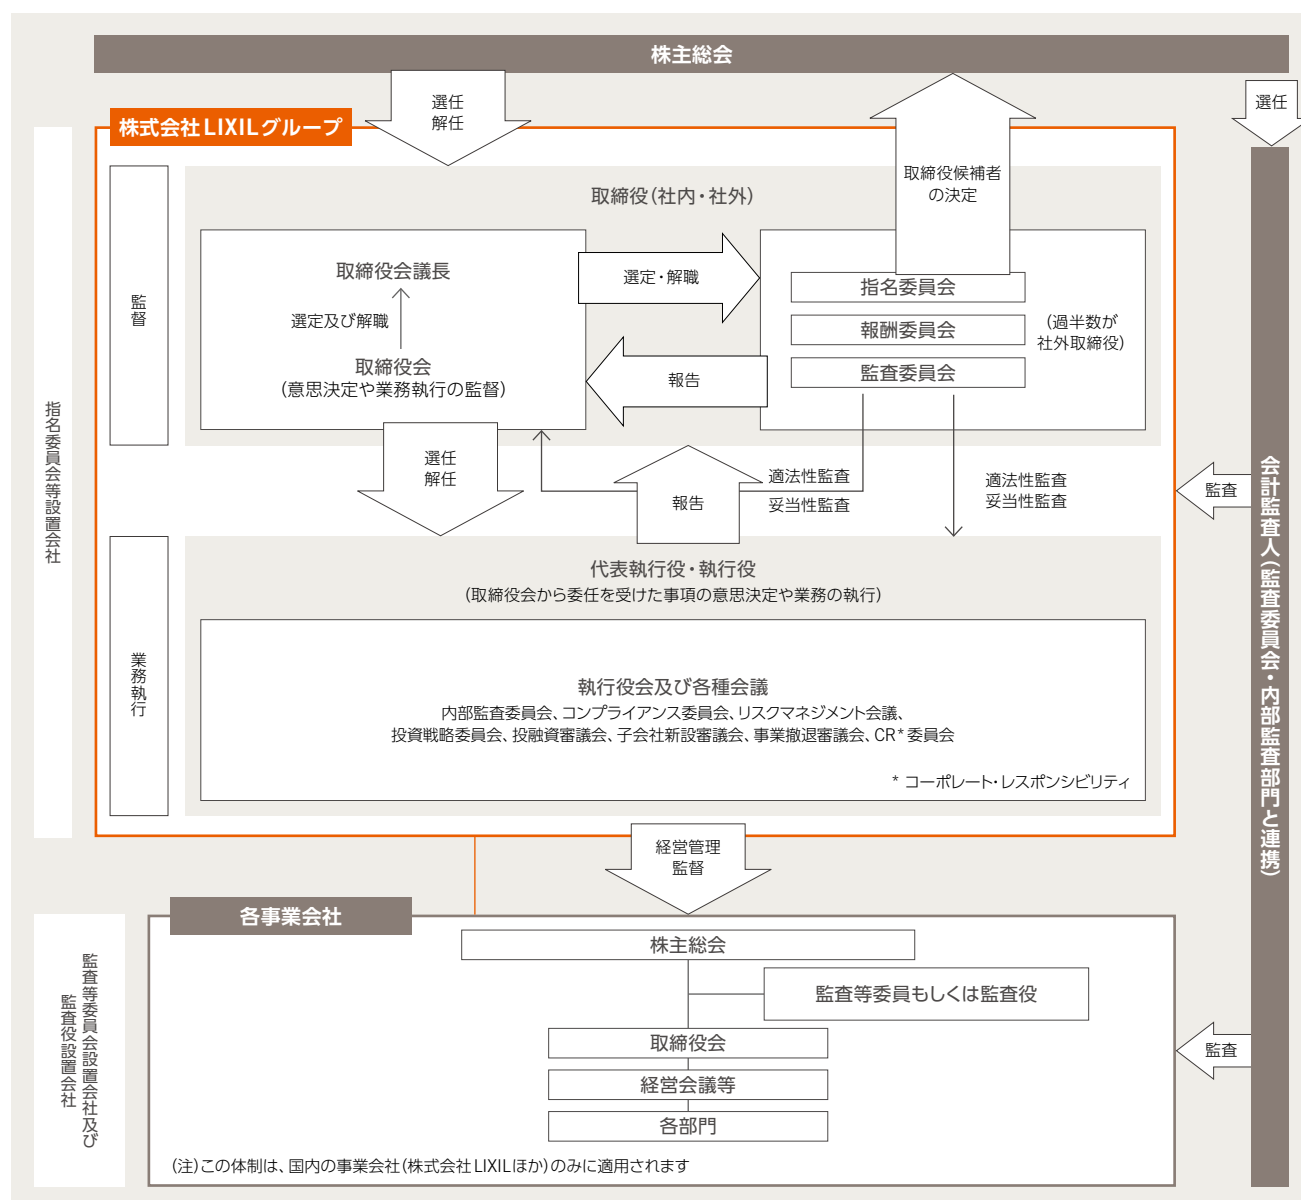 株主総会
選任
解任
選任
株式会社LIXILグループ
取締役候補者
の決定
監督
取締役(社内・社外)
取締役会議長
選定及び解職
取締役会
(意思決定や業務執行の監督)
選定・解職
報告
指名委員会
報酬委員会
監査委員会
(過半数が
社外取締役)
指名委員会等設置会社
選任
解任
報告
適法性監査
妥当性監査
適法性監査
妥当性監査
監査
会計監査人(監査委員会・内部監査部門と連携)
業務執行
代表執行役・執行役
(取締役会から委任を受けた事項の意思決定や業務の執行)
執行役会及び各種会議
内部監査委員会、コンプライアンス委員会、リスクマネジメント会議、
投資戦略委員会、投融資審議会、子会社新設審議会、事業撤退審議会、CR*委員会
* コーポレート・レスポンシビリティ
経営管理
監督
各事業会社
監査等委員会設置会社及び
監査役設置会社
株主総会
監査等委員もしくは監査役
取締役会
経営会議等
各部門
監査
(注)この体制は、国内の事業会社(株式会社LIXILほか)のみに適用されます